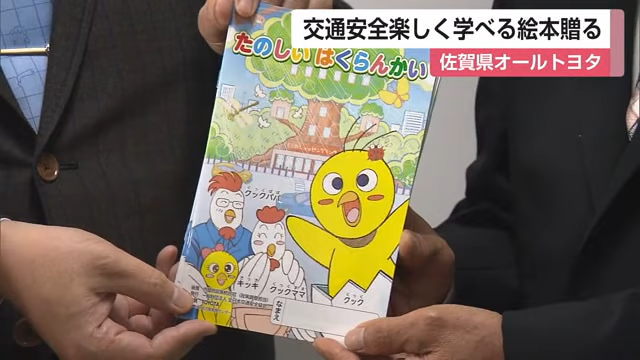 交通安全楽しく学べる絵本贈る
佐賀県オールトヨタ
たのしいはくらんかい
クックパパ
キッキ
クックママ
クック
なまえ